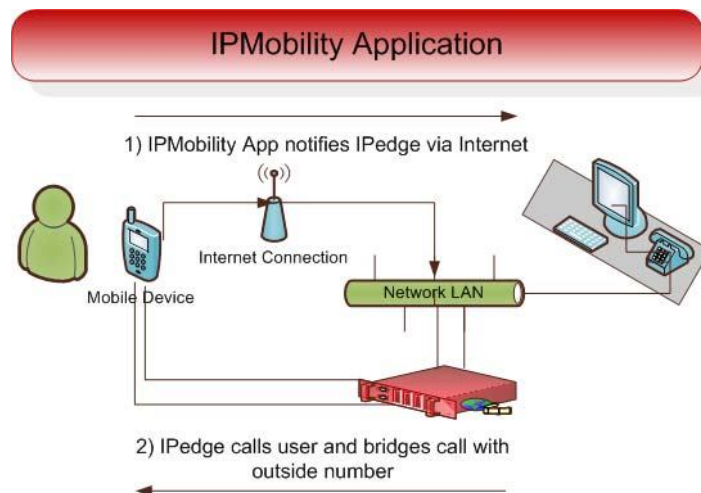 IPMobility Application
1) IPMobility App notifies IPedge via Internet
Internet Connection
Mobile Device
Network LAN
2) IPedge calls user and bridges call with
outside number